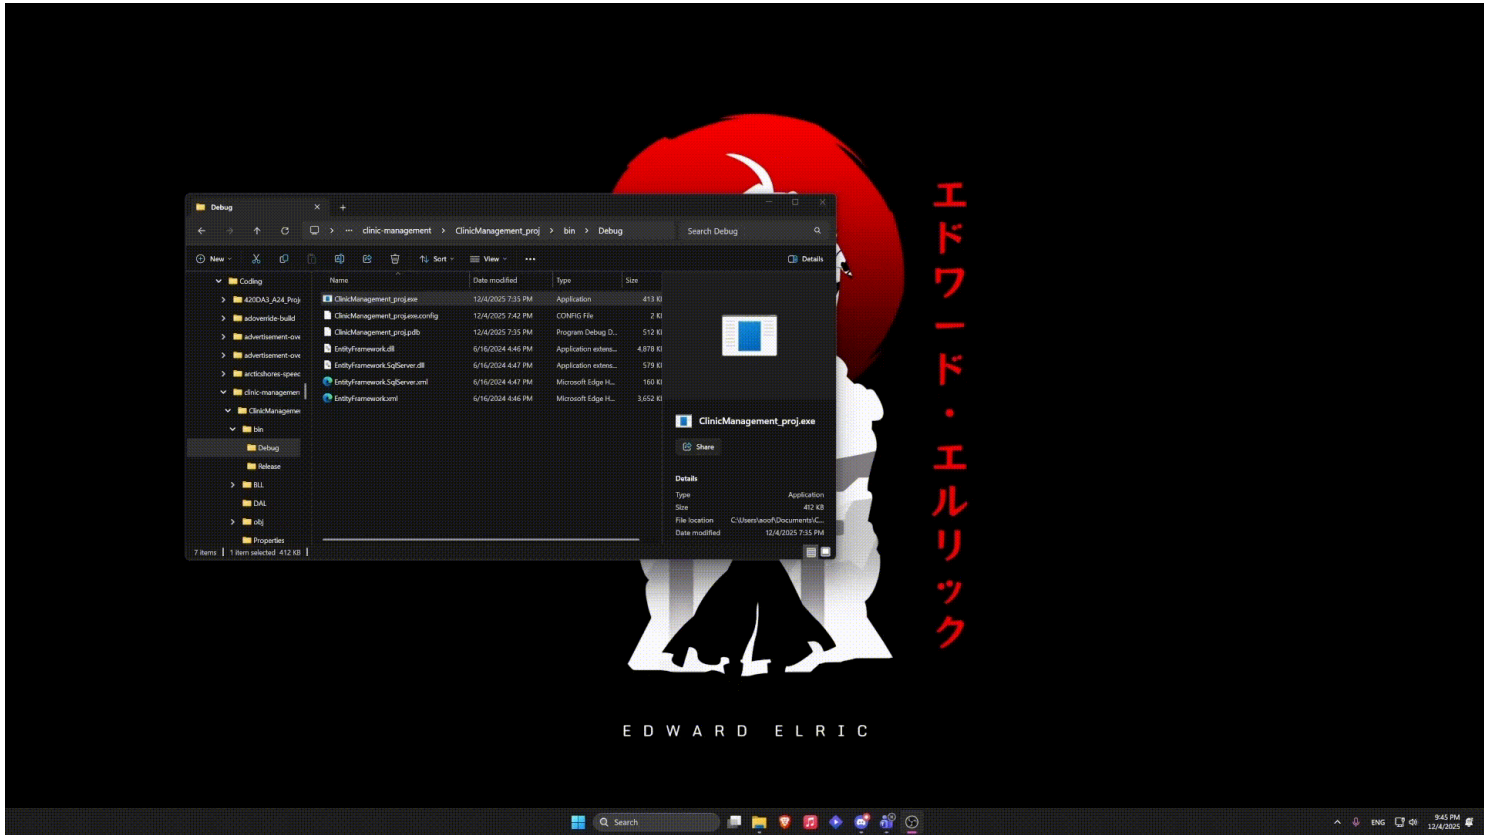 Debug
clinic-management > ClinicManagement_proj > bin > Debug
Search Debug
New
Sort
View
Details
Coding
420DA3_A24_Proj
adoverride-build
advertisement-ove
advertisement-ove
arcticshores-speec
clinic-managemen
ClinicManageme
bin
Debug
Release
BLL
DAL
obj
Properties
Name Date modified Type Size
ClinicManagement_proj.exe 12/4/2025 7:35 PM Application 413 K
ClinicManagement_proj.exe.config 12/4/2025 7:42 PM CONFIG File 2 K
ClinicManagement_proj.pdb 12/4/2025 7:35 PM Program Debug D... 512 K
EntityFramework.dll 6/16/2024 4:46 PM Application extens... 4,878 K
EntityFramework.SqlServer.dll 6/16/2024 4:47 PM Application extens... 579 K
EntityFramework.SqlServer.xml 6/16/2024 4:47 PM Microsoft Edge H... 160 K
EntityFramework.xml 6/16/2024 4:46 PM Microsoft Edge H... 3,652 K
ClinicManagement_proj.exe
Share
Details
Type Application
Size 412 KB
File location C:\Users\aoof\Documents\C...
Date modified 12/4/2025 7:35 PM
7 items 1 item selected 412 KB
エドワード・エルリック
EDWARD ELRIC
Search
ENG
9:45 PM
12/4/2025